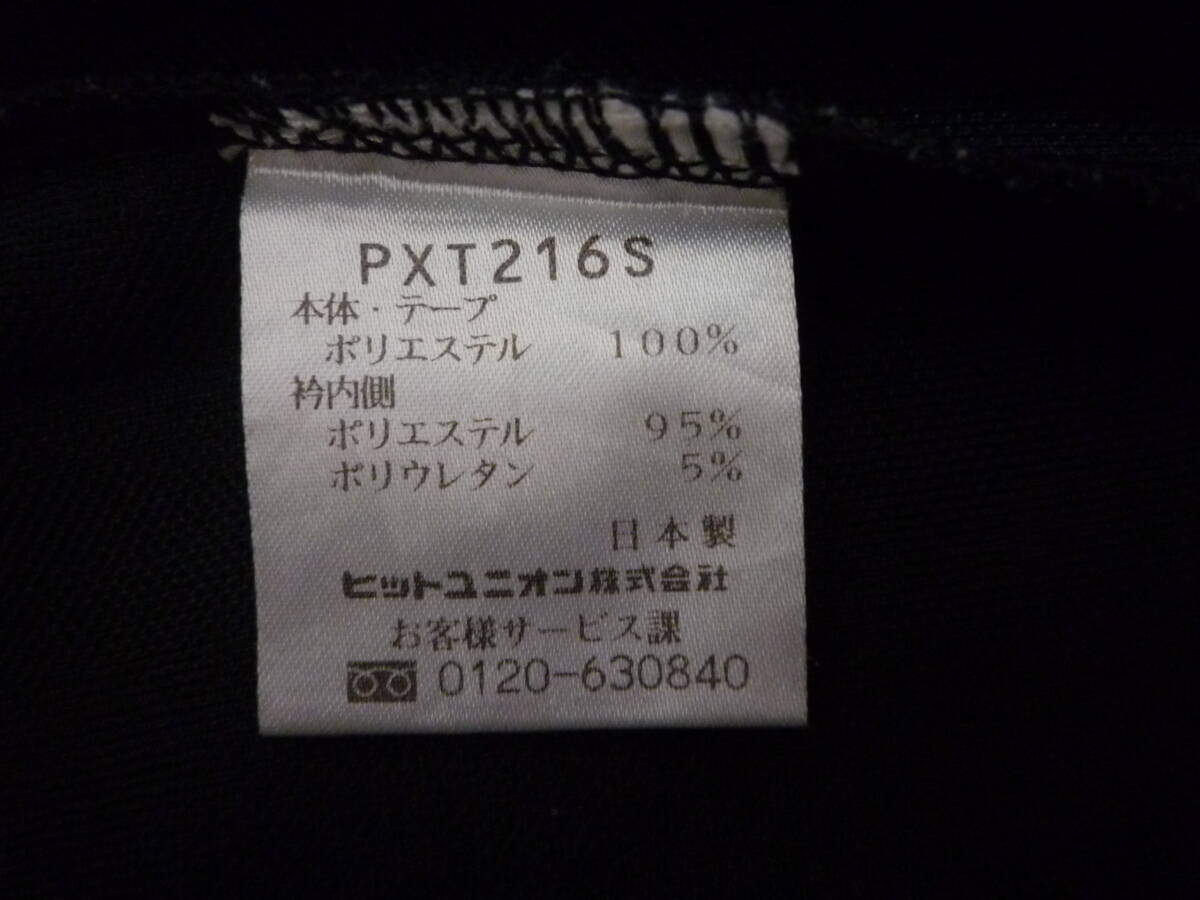 PXT216S
本体・テープ
ポリエステル 100%
衿内側
ポリエステル 95%
ポリウレタン 5%
日本製
ヒットユニオン株式会社
お客様サービス課
0120-630840